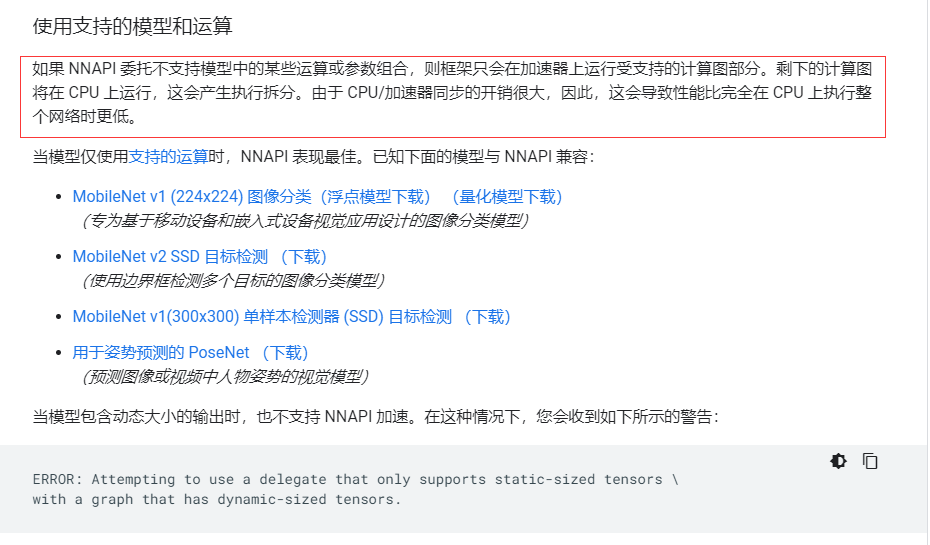 使用支持的模型和运算
如果 NNAPI 委托不支持模型中的某些运算或参数组合，则框架只会在加速器上运行受支持的计算图部分。剩下的计算图
将在 CPU 上运行，这会产生执行拆分。由于 CPU/加速器同步的开销很大，因此，这会导致性能比完全在 CPU 上执行整
个网络时更低。
当模型仅使用支持的运算时，NNAPI 表现最佳。已知下面的模型与 NNAPI 兼容：
• MobileNet v1 (224x224) 图像分类（浮点模型下载） （量化模型下载）
（专为基于移动设备和嵌入式设备视觉应用设计的图像分类模型）
• MobileNet v2 SSD 目标检测 （下载）
（使用边界框检测多个目标的图像分类模型）
• MobileNet v1(300x300) 单样本检测器 (SSD) 目标检测 （下载）
• 用于姿势预测的 PoseNet （下载）
（预测图像或视频中人物姿势的视觉模型）
当模型包含动态大小的输出时，也不支持 NNAPI 加速。在这种情况下，您会收到如下所示的警告：
ERROR: Attempting to use a delegate that only supports static-sized tensors \
with a graph that has dynamic-sized tensors.